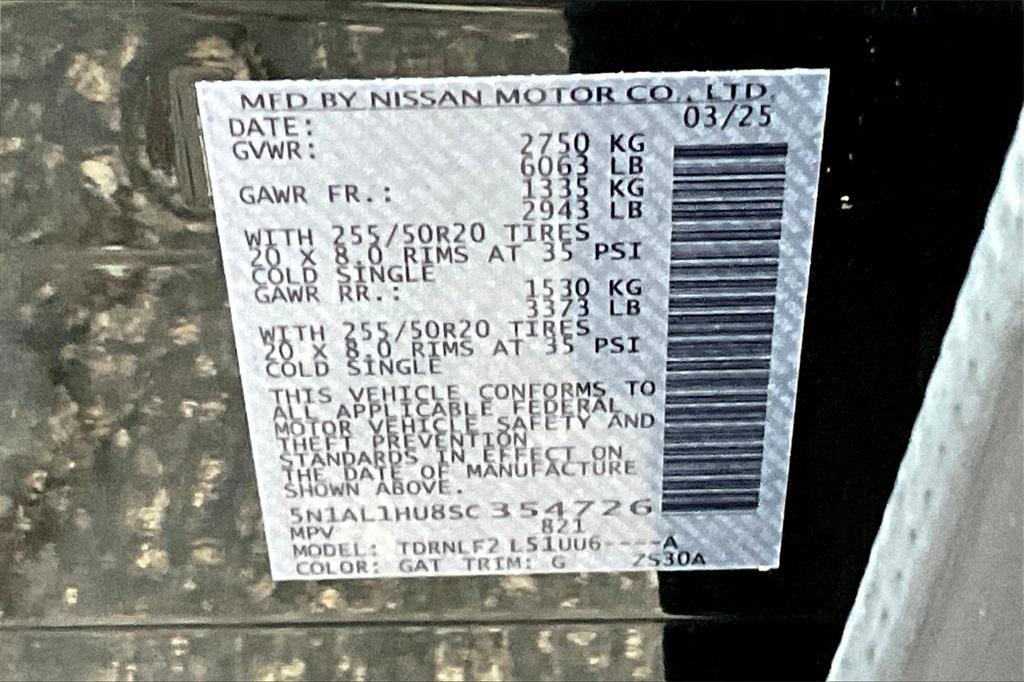 MFD BY NISSAN MOTOR CO., LTD.
DATE: 03/25
GVWR: 2750 KG
6063 LB
GAWR FR.: 1335 KG
2943 LB
WITH 255/50R20 TIRES
20 X 8.0 RIMS AT 35 PSI
COLD SINGLE
GAWR RR.: 1530 KG
3373 LB
WITH 255/50R20 TIRES
20 X 8.0 RIMS AT 35 PSI
COLD SINGLE
THIS VEHICLE CONFORMS TO
ALL APPLICABLE FEDERAL
MOTOR VEHICLE SAFETY AND
THEFT PREVENTION
STANDARDS IN EFFECT ON
THE DATE OF MANUFACTURE
SHOWN ABOVE.
5N1AL1HU8SC 354726
MPV 821
MODEL: TDRNLF2 L51UU6----A
COLOR: GAT TRIM: G ZS30A